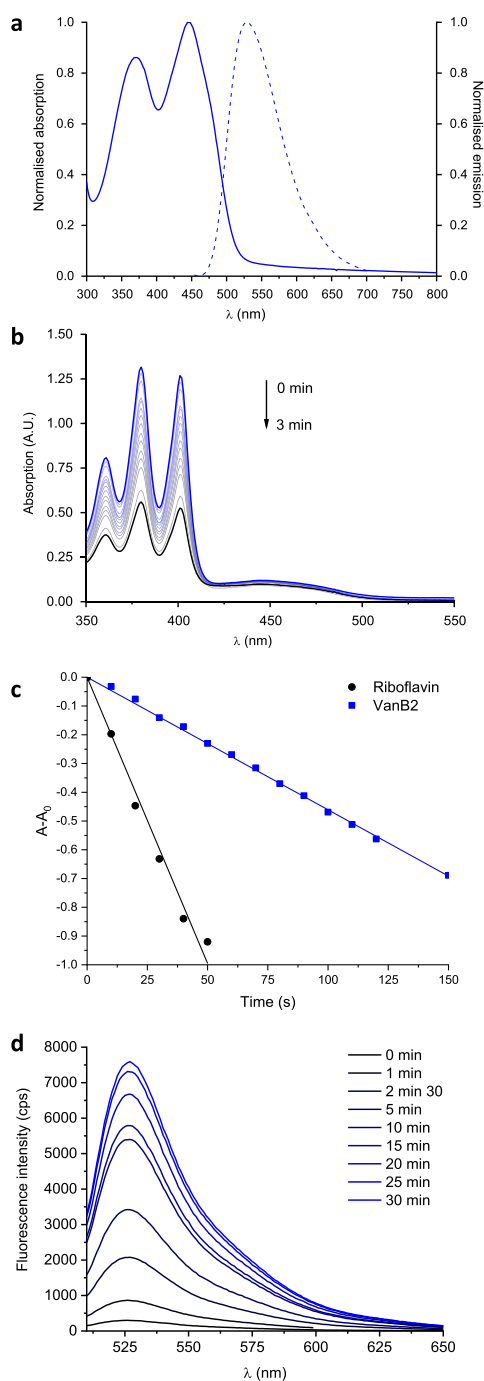 a
1.0
0.8
0.6
0.4
0.2
0.0
Normalised absorption
1.0
0.8
0.6
0.4
0.2
0.0
Normalised emission
300 350 400 450 500 550 600 650 700 750 800
λ (nm)
b
1.50
1.25
1.00
0.75
0.50
0.25
0.00
Absorption (A.U.)
0 min
3 min
350 400 450 500 550
λ (nm)
c
0.0
-0.1
-0.2
-0.3
-0.4
-0.5
-0.6
-0.7
-0.8
-0.9
-1.0
A-A0
Riboflavin
VanB2
0 25 50 75 100 125 150
Time (s)
d
8000
7000
6000
5000
4000
3000
2000
1000
0
Fluorescence intensity (cps)
0 min
1 min
2 min 30
5 min
10 min
15 min
20 min
25 min
30 min
525 550 575 600 625 650
λ (nm)